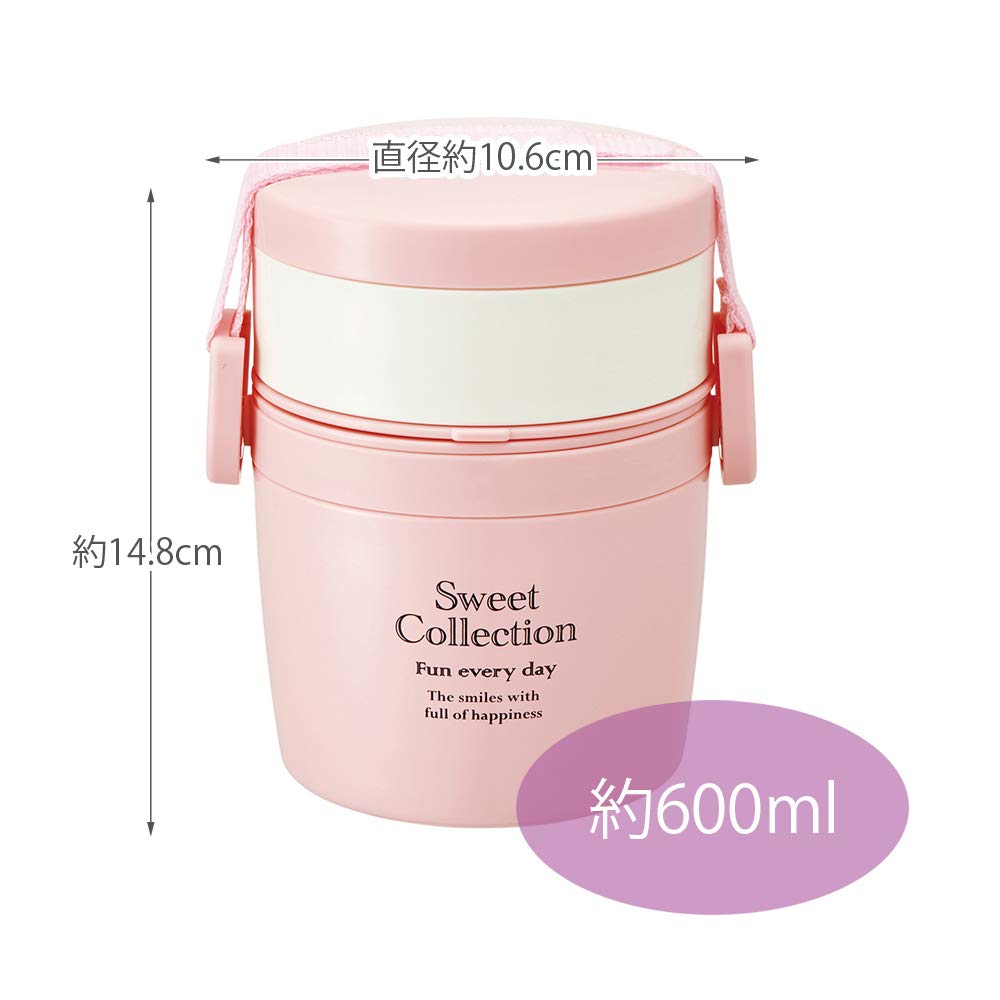 直径約10.6cm
約14.8cm
Sweet
Collection
Fun every day
The smiles with
full of happiness
約600ml